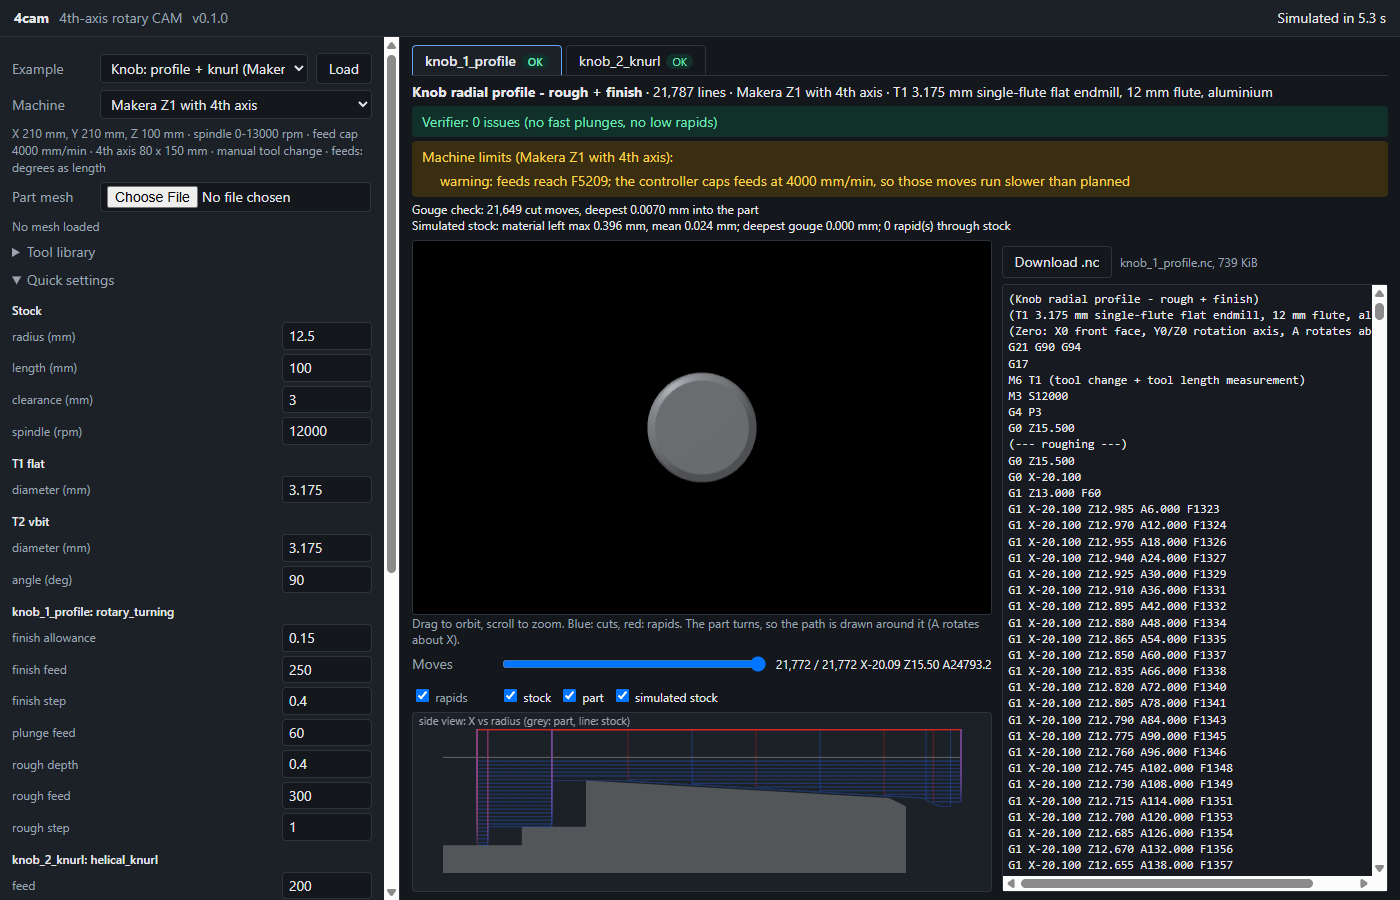 4cam 4th-axis rotary CAM v0.1.0
Simulated in 5.3 s
Example Knob: profile + knurl (Maker Load
Machine Makera Z1 with 4th axis
X 210 mm, Y 210 mm, Z 100 mm · spindle 0-13000 rpm · feed cap
4000 mm/min · 4th axis 80 x 150 mm · manual tool change · feeds:
degrees as length
Part mesh Choose File No file chosen
No mesh loaded
Tool library
Quick settings
Stock
radius (mm) 12.5
length (mm) 100
clearance (mm) 3
spindle (rpm) 12000
T1 flat
diameter (mm) 3.175
T2 vbit
diameter (mm) 3.175
angle (deg) 90
knob_1_profile: rotary_turning
finish allowance 0.15
finish feed 250
finish step 0.4
plunge feed 60
rough depth 0.4
rough feed 300
rough step 1
knob_2_knurl: helical_knurl
feed 200
knob_1_profile OK
knob_2_knurl OK
Knob radial profile - rough + finish · 21,787 lines · Makera Z1 with 4th axis · T1 3.175 mm single-flute flat endmill, 12 mm flute, aluminium
Verifier: 0 issues (no fast plunges, no low rapids)
Machine limits (Makera Z1 with 4th axis):
warning: feeds reach F5209; the controller caps feeds at 4000 mm/min, so those moves run slower than planned
Gouge check: 21,649 cut moves, deepest 0.0070 mm into the part
Simulated stock: material left max 0.396 mm, mean 0.024 mm; deepest gouge 0.000 mm; 0 rapid(s) through stock
Drag to orbit, scroll to zoom. Blue: cuts, red: rapids. The part turns, so the path is drawn around it (A rotates
about X).
Moves 21,772 / 21,772 X-20.09 Z15.50 A24793.2
rapids stock part simulated stock
side view: X vs radius (grey: part, line: stock)
Download .nc knob_1_profile.nc, 739 KiB
(Knob radial profile - rough + finish)
(T1 3.175 mm single-flute flat endmill, 12 mm flute, al
(Zero: X0 front face, Y0/Z0 rotation axis, A rotates ab
G21 G90 G94
G17
M6 T1 (tool change + tool length measurement)
M3 S12000
G4 P3
G0 Z15.500
(--- roughing ---)
G0 Z15.500
G0 X-20.100
G1 Z13.000 F60
G1 X-20.100 Z12.985 A6.000 F1323
G1 X-20.100 Z12.970 A12.000 F1324
G1 X-20.100 Z12.955 A18.000 F1326
G1 X-20.100 Z12.940 A24.000 F1327
G1 X-20.100 Z12.925 A30.000 F1329
G1 X-20.100 Z12.910 A36.000 F1331
G1 X-20.100 Z12.895 A42.000 F1332
G1 X-20.100 Z12.880 A48.000 F1334
G1 X-20.100 Z12.865 A54.000 F1335
G1 X-20.100 Z12.850 A60.000 F1337
G1 X-20.100 Z12.835 A66.000 F1338
G1 X-20.100 Z12.820 A72.000 F1340
G1 X-20.100 Z12.805 A78.000 F1341
G1 X-20.100 Z12.790 A84.000 F1343
G1 X-20.100 Z12.775 A90.000 F1345
G1 X-20.100 Z12.760 A96.000 F1346
G1 X-20.100 Z12.745 A102.000 F1348
G1 X-20.100 Z12.730 A108.000 F1349
G1 X-20.100 Z12.715 A114.000 F1351
G1 X-20.100 Z12.700 A120.000 F1353
G1 X-20.100 Z12.685 A126.000 F1354
G1 X-20.100 Z12.670 A132.000 F1356
G1 X-20.100 Z12.655 A138.000 F1357